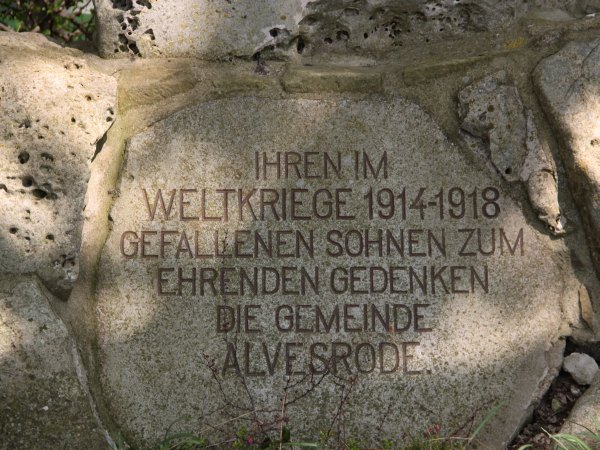 IHREN IM
WELTKRIEGE 1914-1918
GEFALLENEN SOHNEN ZUM
EHRENDEN GEDENKEN
DIE GEMEINDE
ALVESRODE.